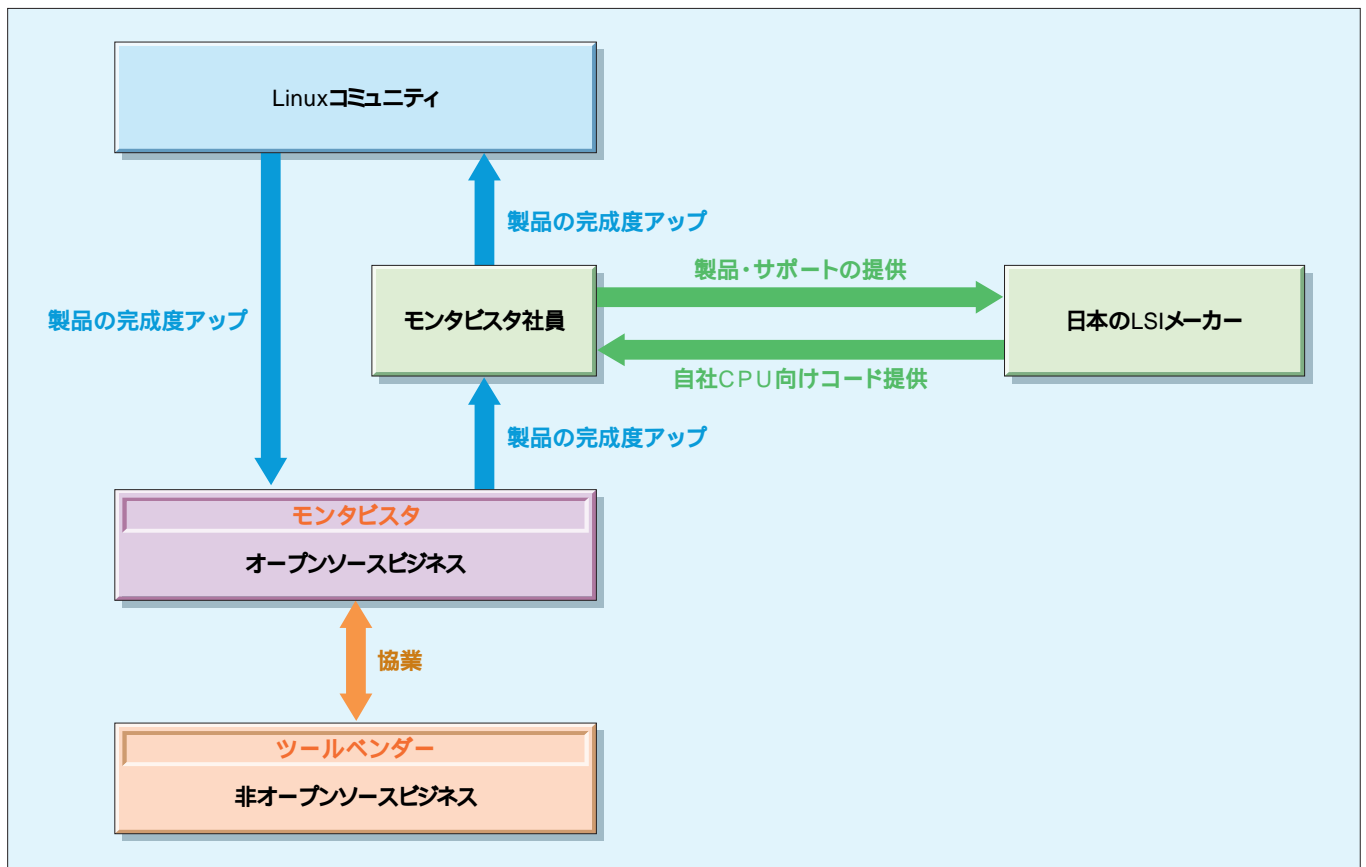 Linuxコミュニティ
製品の完成度アップ
製品・サポートの提供
モンタビスタ社員
日本のLSIメーカー
製品の完成度アップ
自社CPU向けコード提供
製品の完成度アップ
モンタビスタ
オープンソースビジネス
協業
ツールベンダー
非オープンソースビジネス